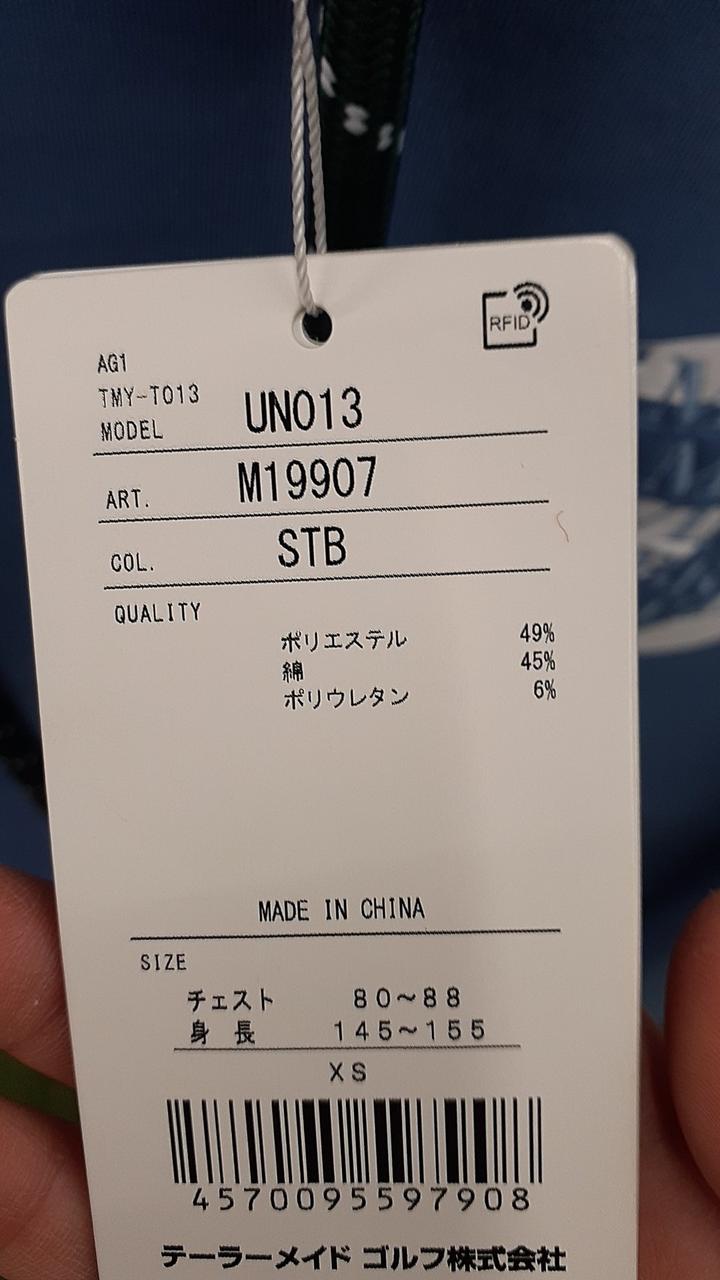 RFID
AG1
TMY-T013
MODEL UN013
ART. M19907
COL. STB
QUALITY
ポリエステル 49%
綿 45%
ポリウレタン 6%
MADE IN CHINA
SIZE
チェスト 80~88
身長 145~155
XS
4570095597908
テーラーメイド ゴルフ株式会社